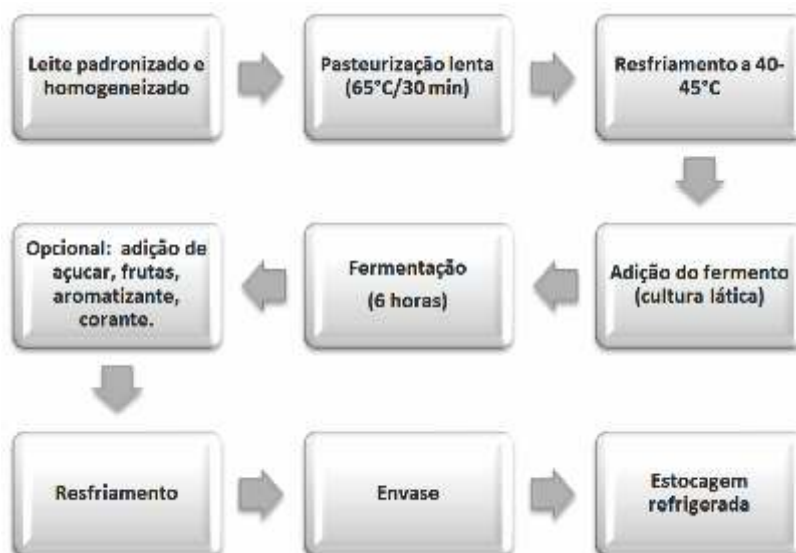 Leite padronizado e
homogeneizado
Pasteurização lenta
(65°C/30 min)
Resfriamento a 40-
45°C
Adição do fermento
(cultura lática)
Fermentação
(6 horas)
Opcional: adição de
açucar, frutas,
aromatizante,
corante.
Resfriamento
Envase
Estocagem
refrigerada